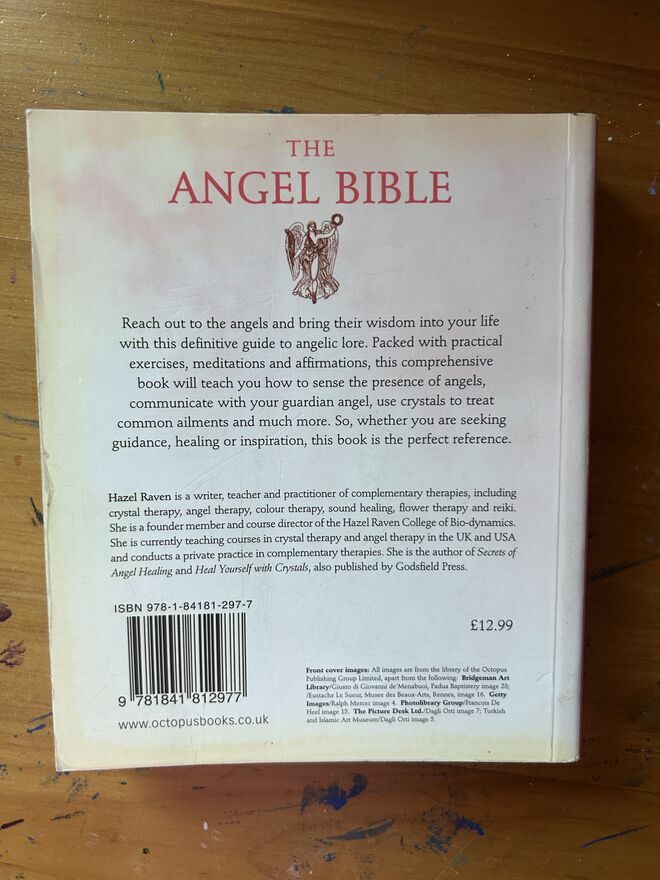 THE
ANGEL BIBLE
Reach out to the angels and bring their wisdom into your life
with this definitive guide to angelic lore. Packed with practical
exercises, meditations and affirmations, this comprehensive
book will teach you how to sense the presence of angels,
communicate with your guardian angel, use crystals to treat
common ailments and much more. So, whether you are seeking
guidance, healing or inspiration, this book is the perfect reference.
Hazel Raven is a writer, teacher and practitioner of complementary therapies, including
crystal therapy, angel therapy, colour therapy, sound healing, flower therapy and reiki.
She is a founder member and course director of the Hazel Raven College of Bio-dynamics.
She is currently teaching courses in crystal therapy and angel therapy in the UK and USA
and conducts a private practice in complementary therapies. She is the author of Secrets of
Angel Healing and Heal Yourself with Crystals, also published by Godsfield Press.
ISBN 978-1-84181-297-7
9 781841 812977
www.octopusbooks.co.uk
£12.99
Front cover images: All images are from the library of the Octopus
Publishing Group Limited, apart from the following: Bridgeman Art
Library/Giusto di Giovanni de'Menabuoi, Padua Baptistery image 25;
/Eustache Le Sueur, Musee des Beaux-Arts, Rennes, image 16. Getty
Images/Ralph Mercer image 4. Photolibrary Group/Francois De
Heel image 15. The Picture Desk Ltd./Dagli Orti image 7; Turkish
and Islamic Art Museum/Dagli Orti image 5.